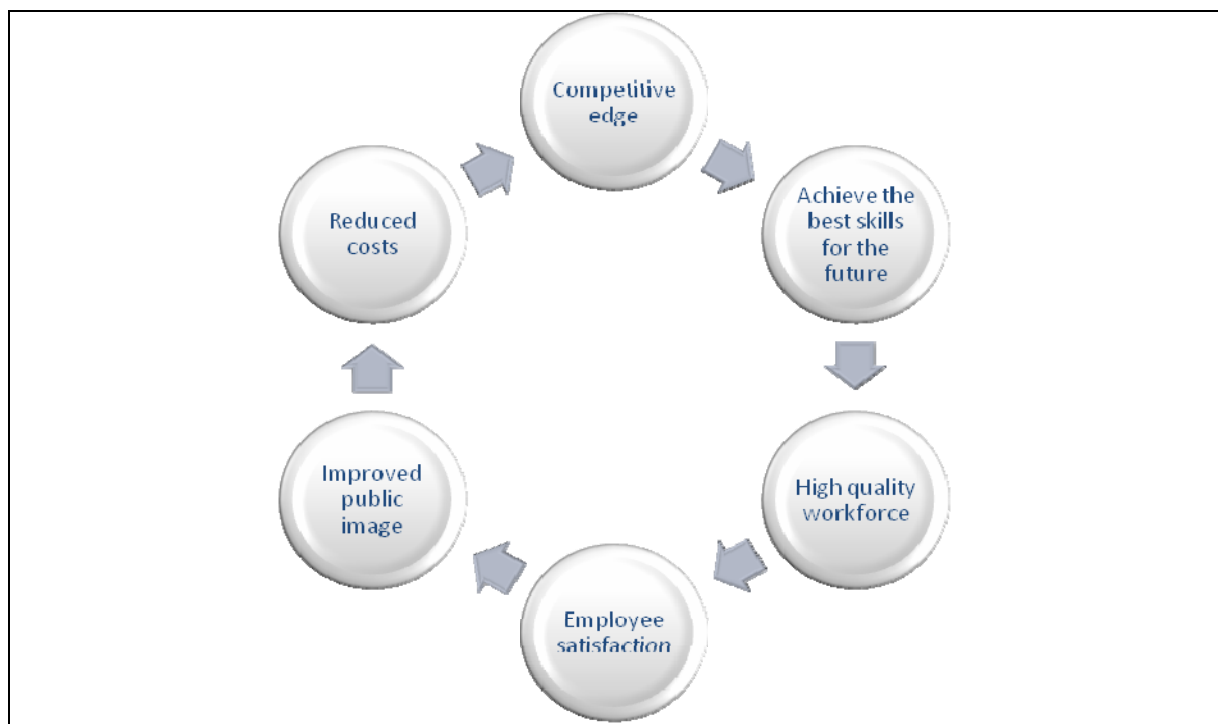 Competitive
edge
Achieve the
best skills
for the
future
High quality
workforce
Employee
satisfaction
Improved
public
image
Reduced
costs